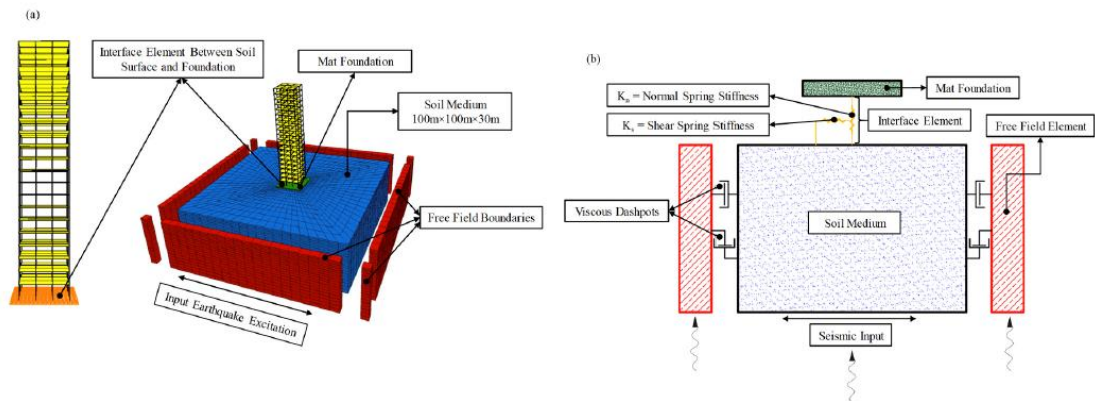 (a)
Interface Element Between Soil
Surface and Foundation
Mat Foundation
Soil Medium
100m×100m×30m
Free Field Boundaries
Input Earthquake Excitation
(b)
Kₙ = Normal Spring Stiffness
Kₛ = Shear Spring Stiffness
Mat Foundation
Interface Element
Free Field Element
Viscous Dashpots
Soil Medium
Seismic Input